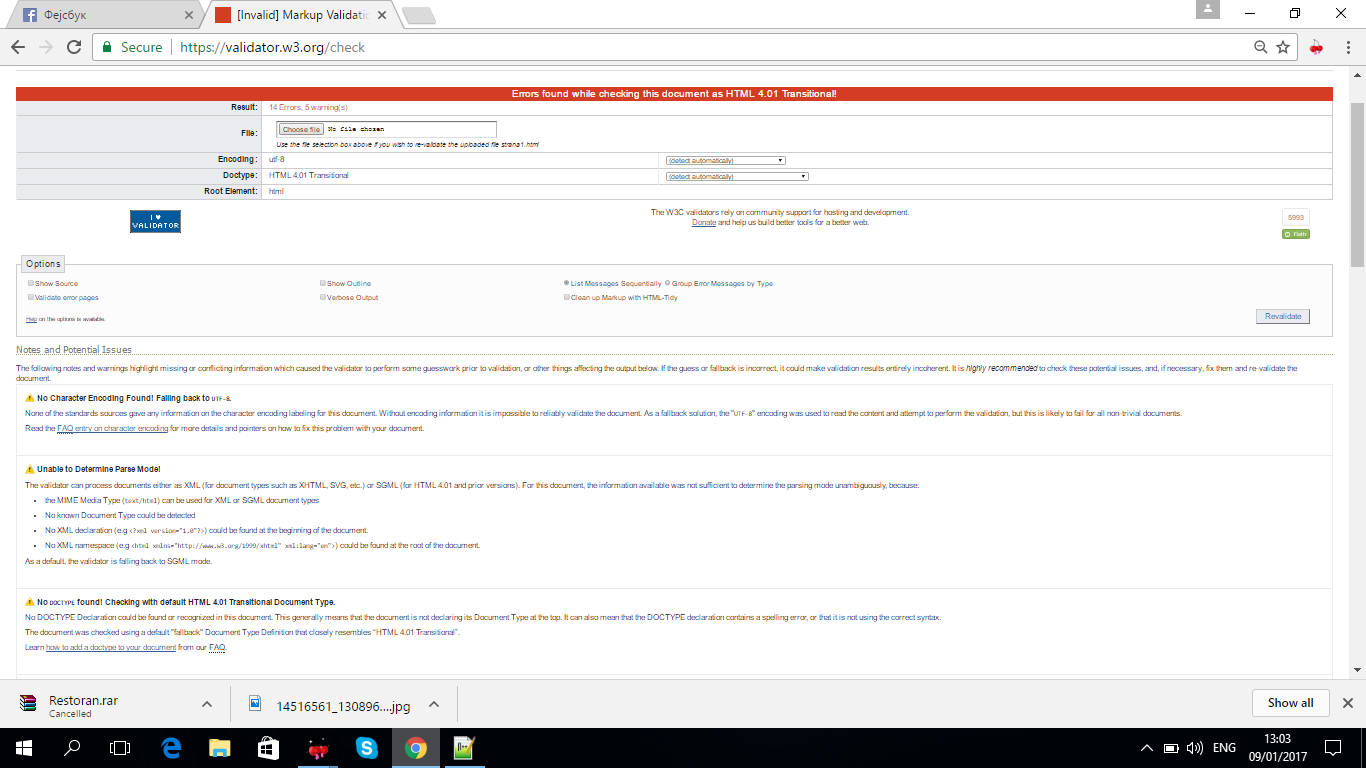 Фејсбук
[Invalid] Markup Validatio
Secure
https://validator.w3.org/check
Errors found while checking this document as HTML 4.01 Transitional!
Result: 14 Errors, 5 warning(s)
File: Choose file No file chosen
Use the file selection box above if you wish to re-validate the uploaded file strana1.html
Encoding: utf-8 (detect automatically)
Doctype: HTML 4.01 Transitional (detect automatically)
Root Element: html
I ♥
VALIDATOR
The W3C validators rely on community support for hosting and development.
Donate and help us build better tools for a better web.
5993
Flattr
Options
Show Source Show Outline List Messages Sequentially Group Error Messages by Type
Validate error pages Verbose Output Clean up Markup with HTML-Tidy
Help on the options is available.
Revalidate
Notes and Potential Issues
The following notes and warnings highlight missing or conflicting information which caused the validator to perform some guesswork prior to validation, or other things affecting the output below. If the guess or fallback is incorrect, it could make validation results entirely incoherent. It is highly recommended to check these potential issues, and, if necessary, fix them and re-validate the
document.
No Character Encoding Found! Falling back to UTF-8.
None of the standards sources gave any information on the character encoding labeling for this document. Without encoding information it is impossible to reliably validate the document. As a fallback solution, the "UTF-8" encoding was used to read the content and attempt to perform the validation, but this is likely to fail for all non-trivial documents.
Read the FAQ entry on character encoding for more details and pointers on how to fix this problem with your document.
Unable to Determine Parse Mode!
The validator can process documents either as XML (for document types such as XHTML, SVG, etc.) or SGML (for HTML 4.01 and prior versions). For this document, the information available was not sufficient to determine the parsing mode unambiguously, because:
• the MIME Media Type (text/html) can be used for XML or SGML document types
• No known Document Type could be detected
• No XML declaration (e.g <?xml version="1.0"?>) could be found at the beginning of the document.
• No XML namespace (e.g <html xmlns="http://www.w3.org/1999/xhtml" xml:lang="en">) could be found at the root of the document.
As a default, the validator is falling back to SGML mode.
No DOCTYPE found! Checking with default HTML 4.01 Transitional Document Type.
No DOCTYPE Declaration could be found or recognized in this document. This generally means that the document is not declaring its Document Type at the top. It can also mean that the DOCTYPE declaration contains a spelling error, or that it is not using the correct syntax.
The document was checked using a default "fallback" Document Type Definition that closely resembles "HTML 4.01 Transitional".
Learn how to add a doctype to your document from our FAQ.
Restoran.rar
Cancelled
14516561_130896....jpg
Show all
ENG
13:03
09/01/2017